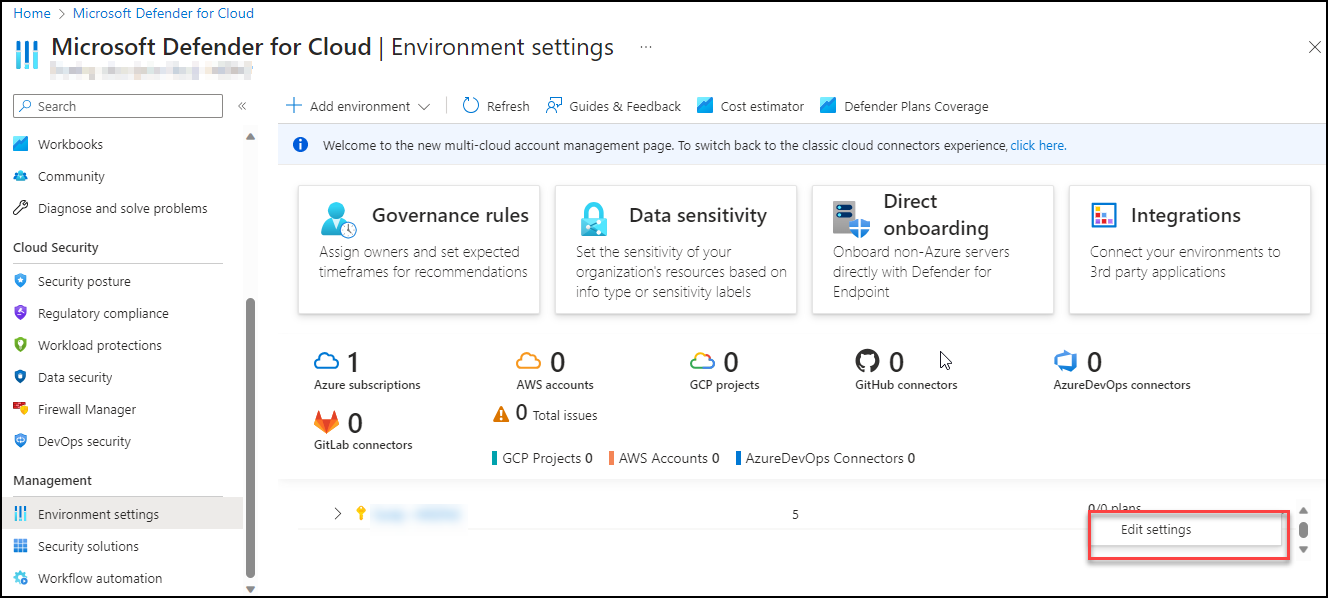 Home > Microsoft Defender for Cloud
Microsoft Defender for Cloud | Environment settings ...
Search
«
Workbooks
Community
Diagnose and solve problems
Cloud Security
Security posture
Regulatory compliance
Workload protections
Data security
Firewall Manager
DevOps security
Management
Environment settings
Security solutions
Workflow automation
Add environment
Refresh
Guides & Feedback
Cost estimator
Defender Plans Coverage
Welcome to the new multi-cloud account management page. To switch back to the classic cloud connectors experience, click here.
Governance rules
Assign owners and set expected
timeframes for recommendations
Data sensitivity
Set the sensitivity of your
organization's resources based on
info type or sensitivity labels
Direct
onboarding
Onboard non-Azure servers
directly with Defender for
Endpoint
Integrations
Connect your environments to
3rd party applications
1
Azure subscriptions
0
AWS accounts
0
GCP projects
0
GitHub connectors
0
AzureDevOps connectors
0
GitLab connectors
0 Total issues
GCP Projects 0
AWS Accounts 0
AzureDevOps Connectors 0
5
0/0 plans
Edit settings